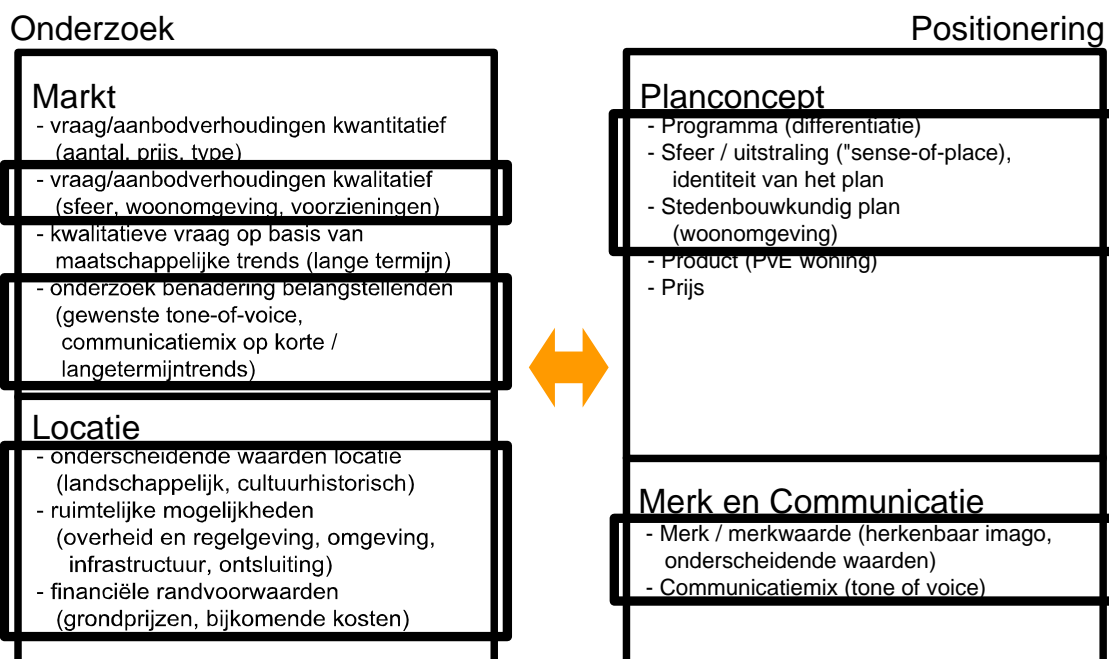 Onderzoek
Markt
- vraag/aanbodverhoudingen kwantitatief
(aantal, prijs, type)
- vraag/aanbodverhoudingen kwalitatief
(sfeer, woonomgeving, voorzieningen)
- kwalitatieve vraag op basis van
maatschappelijke trends (lange termijn)
- onderzoek benadering belangstellenden
(gewenste tone-of-voice,
communicatiemix op korte /
langetermijntrends)
Locatie
- onderscheidende waarden locatie
(landschappelijk, cultuurhistorisch)
- ruimtelijke mogelijkheden
(overheid en regelgeving, omgeving,
infrastructuur, ontsluiting)
- financiële randvoorwaarden
(grondprijzen, bijkomende kosten)
Positionering
Planconcept
- Programma (differentiatie)
- Sfeer / uitstraling ("sense-of-place),
identiteit van het plan
- Stedenbouwkundig plan
(woonomgeving)
- Product (PvE woning)
- Prijs
Merk en Communicatie
- Merk / merkwaarde (herkenbaar imago,
onderscheidende waarden)
- Communicatiemix (tone of voice)